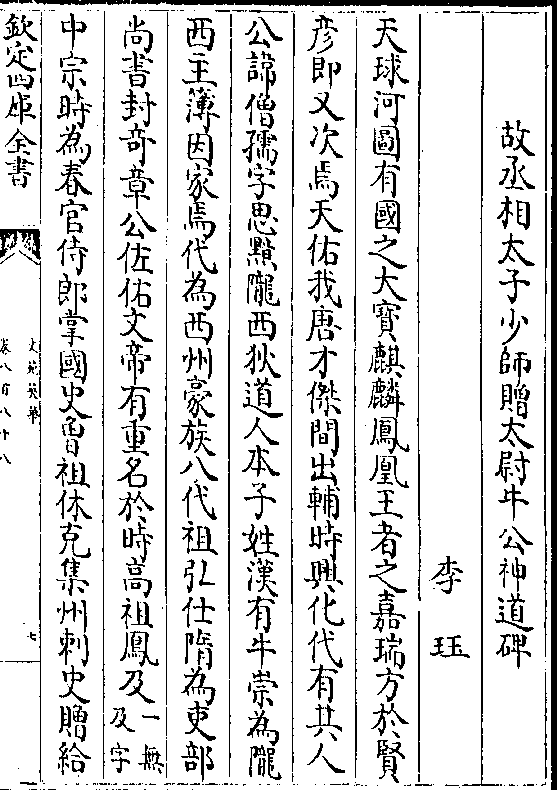 故丞相太子少師贈太尉牛公神道碑
李珏
天球河圖有國之大寶麒麟鳳凰王者之嘉瑞方於賢
彦即又次焉天佑我唐才傑間出輔時興化代有其人
公諱僧孺字思黯隴西狄道人本子姓漢有牛崇為隴
西主簿因家焉代為西州豪族八代祖弘仕隋為吏部
尚書封竒章公佐佑文帝有重名於時髙祖鳳及一無及字
中宗時為春官侍郎掌國史曾祖休克集州刺史贈給
欽定四庫全書
文苑英華
卷八百八十八
七